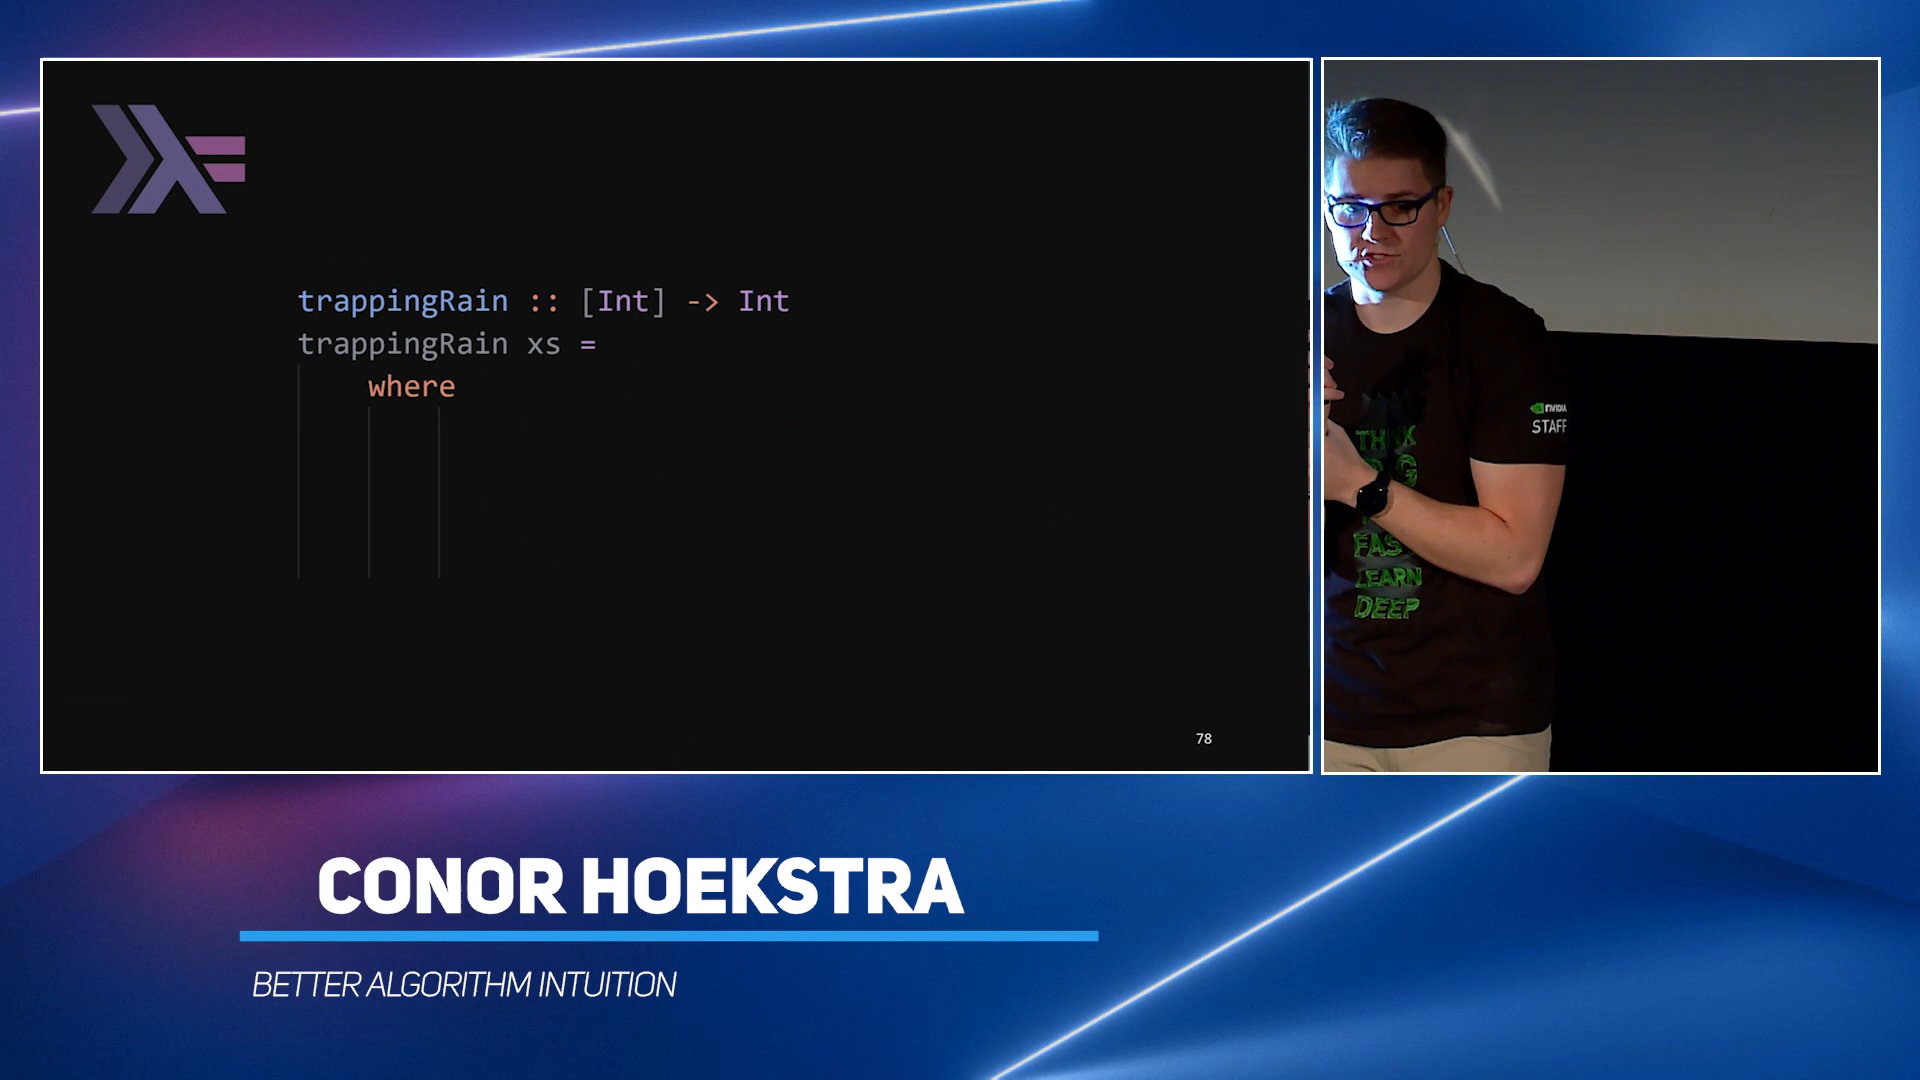 trappingRain :: [Int] -> Int
trappingRain xs =
where
78
NVIDIA
STAFF
THINK
FAST
LEARN
DEEP
CONOR HOEKSTRA
BETTER ALGORITHM INTUITION